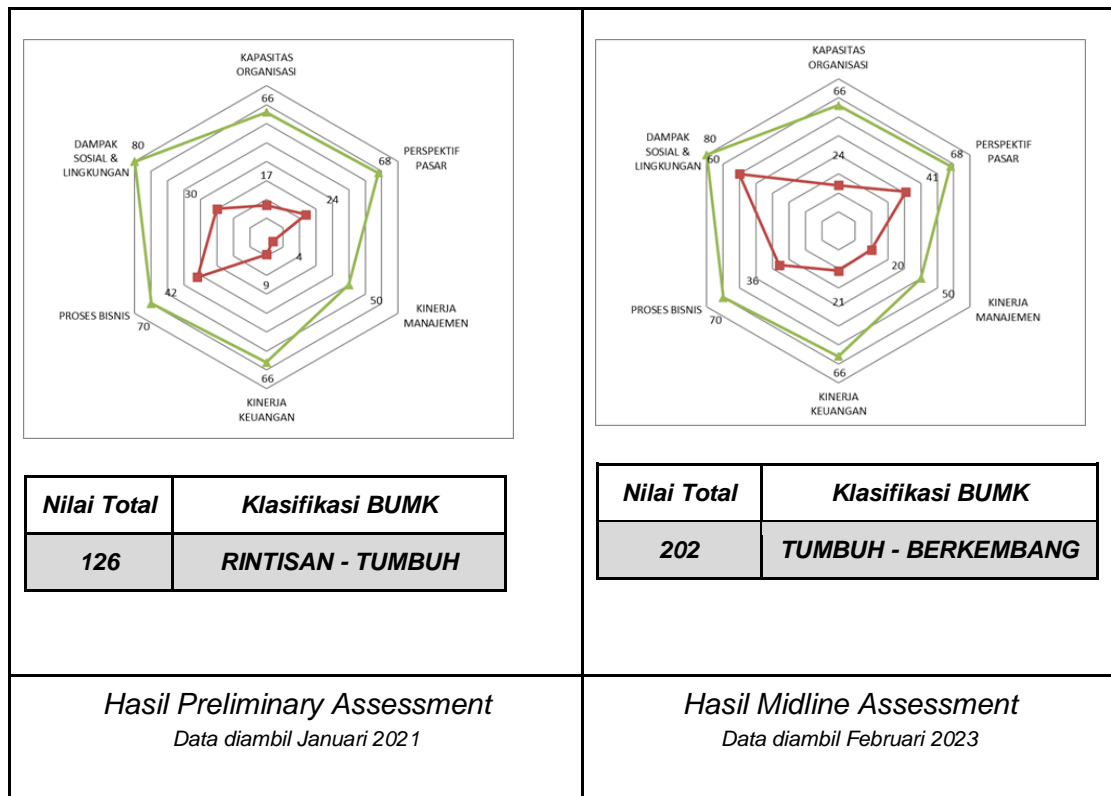 KAPASITAS
ORGANISASI
66
80
DAMPAK
SOSIAL &
LINGKUNGAN
68
PERSPEKTIF
PASAR
17
30
24
4
9
42
50
PROSES BISNIS
70
KINERJA
MANAJEMEN
66
KINERJA
KEUANGAN
Nilai Total Klasifikasi BUMK
126 RINTISAN - TUMBUH
Hasil Preliminary Assessment
Data diambil Januari 2021
KAPASITAS
ORGANISASI
66
80
60
DAMPAK
SOSIAL &
LINGKUNGAN
68
PERSPEKTIF
PASAR
24
41
20
36
21
50
PROSES BISNIS
70
KINERJA
MANAJEMEN
66
KINERJA
KEUANGAN
Nilai Total Klasifikasi BUMK
202 TUMBUH - BERKEMBANG
Hasil Midline Assessment
Data diambil Februari 2023